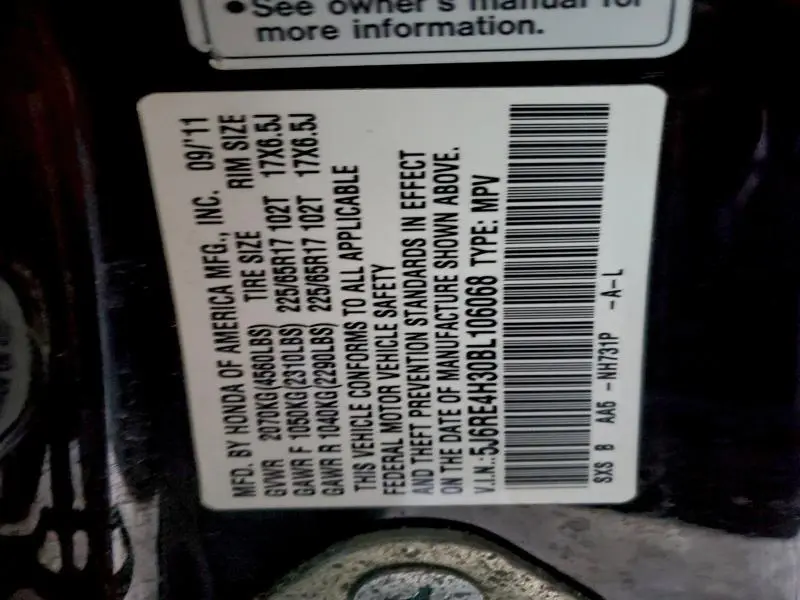 See owner's manual for
more information.
MFD. BY HONDA OF AMERICA MFG., INC. 09/'11
GVWR 2070KG(4560LBS) TIRE SIZE RIM SIZE
GAWR F 1050KG(2310LBS) 225/65R17 102T 17X6.5J
GAWR R 1040KG(2290LBS) 225/65R17 102T 17X6.5J
THIS VEHICLE CONFORMS TO ALL APPLICABLE
FEDERAL MOTOR VEHICLE SAFETY
AND THEFT PREVENTION STANDARDS IN EFFECT
ON THE DATE OF MANUFACTURE SHOWN ABOVE.
V.I.N.:5J6RE4H30BL106068 TYPE: MPV
SXS B AA5 -NH731P -A-L